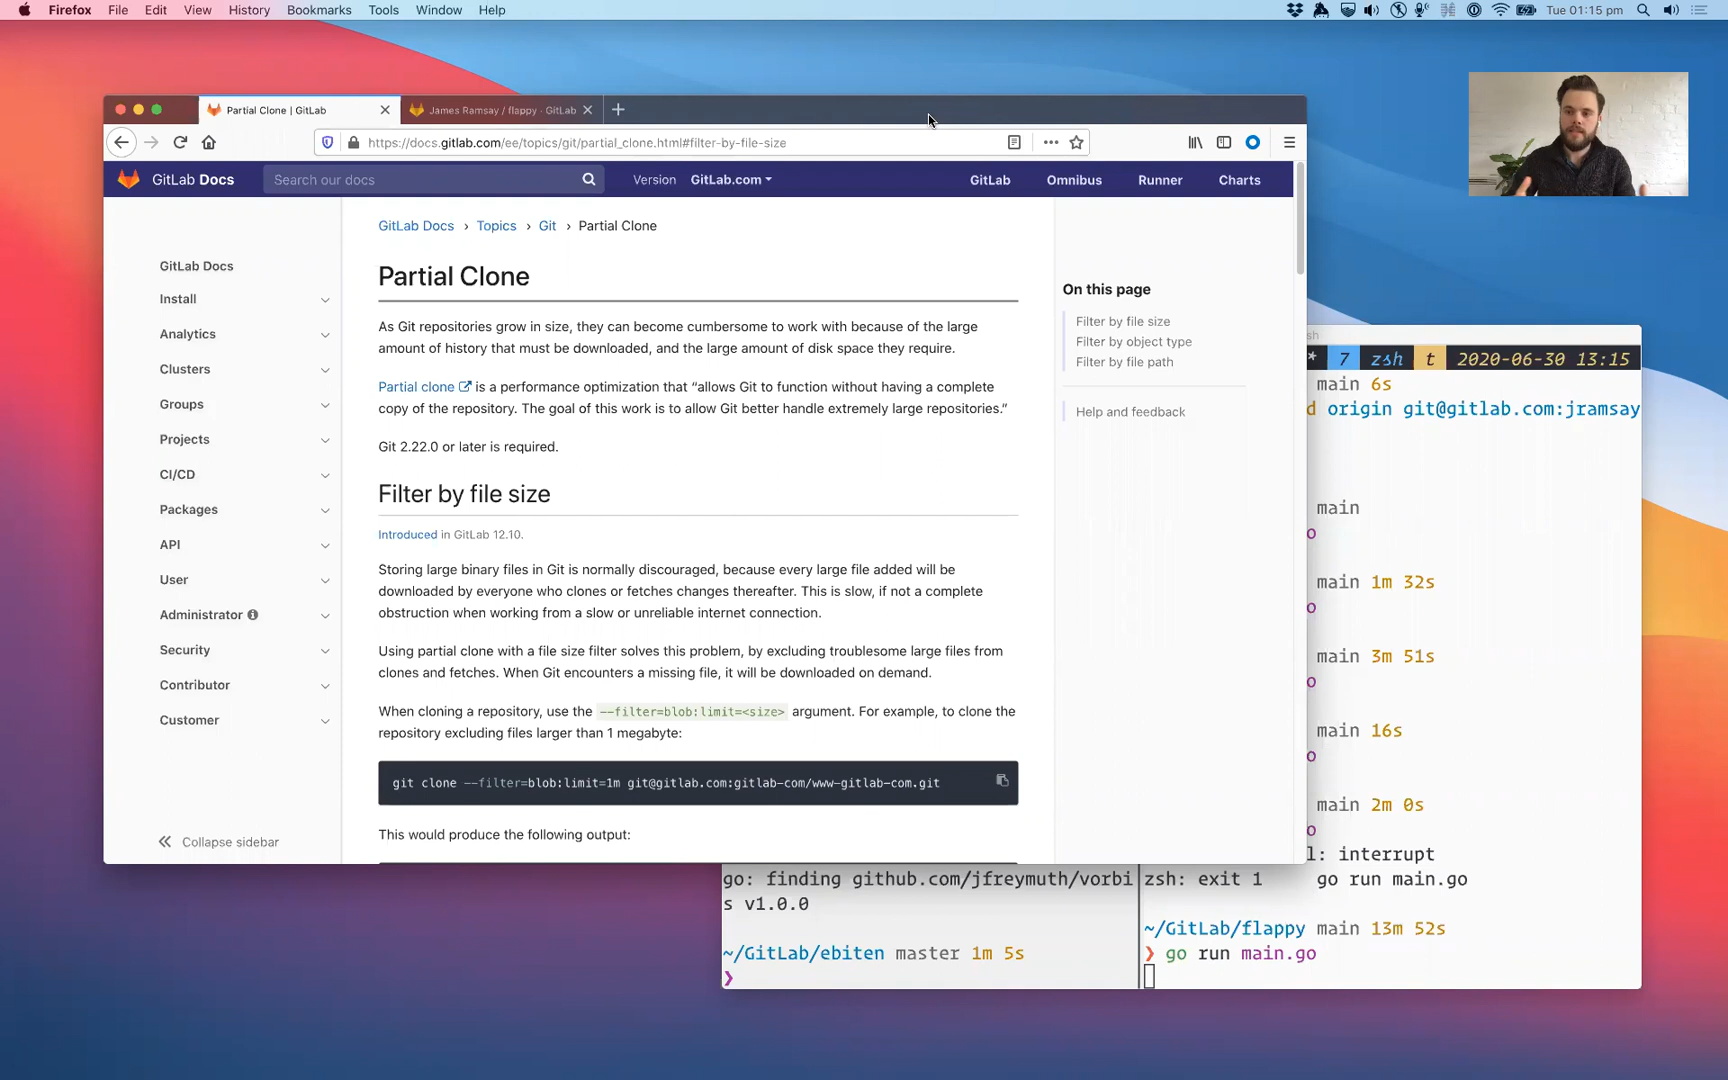 Firefox File Edit View History Bookmarks Tools Window Help
Tue 01:15 pm
Partial Clone | GitLab
James Ramsay / flappy · GitLab
https://docs.gitlab.com/ee/topics/git/partial_clone.html#filter-by-file-size
GitLab Docs
Search our docs
Version GitLab.com
GitLab Omnibus Runner Charts
GitLab Docs
Install
Analytics
Clusters
Groups
Projects
CI/CD
Packages
API
User
Administrator
Security
Contributor
Customer
Collapse sidebar
GitLab Docs › Topics › Git › Partial Clone
Partial Clone
As Git repositories grow in size, they can become cumbersome to work with because of the large
amount of history that must be downloaded, and the large amount of disk space they require.
Partial clone is a performance optimization that “allows Git to function without having a complete
copy of the repository. The goal of this work is to allow Git better handle extremely large repositories.”
Git 2.22.0 or later is required.
Filter by file size
Introduced in GitLab 12.10.
Storing large binary files in Git is normally discouraged, because every large file added will be
downloaded by everyone who clones or fetches changes thereafter. This is slow, if not a complete
obstruction when working from a slow or unreliable internet connection.
Using partial clone with a file size filter solves this problem, by excluding troublesome large files from
clones and fetches. When Git encounters a missing file, it will be downloaded on demand.
When cloning a repository, use the --filter=blob:limit=<size> argument. For example, to clone the
repository excluding files larger than 1 megabyte:
git clone --filter=blob:limit=1m git@gitlab.com:gitlab-com/www-gitlab-com.git
This would produce the following output:
On this page
Filter by file size
Filter by object type
Filter by file path
Help and feedback
sh
* 7 zsh t 2020-06-30 13:15
main 6s
d origin git@gitlab.com:jramsay
main
o
main 1m 32s
o
main 3m 51s
o
main 16s
o
main 2m 0s
o
l: interrupt
zsh: exit 1 go run main.go
~/GitLab/flappy main 13m 52s
❯ go run main.go
go: finding github.com/jfreymuth/vorbi
s v1.0.0
~/GitLab/ebiten master 1m 5s
❯